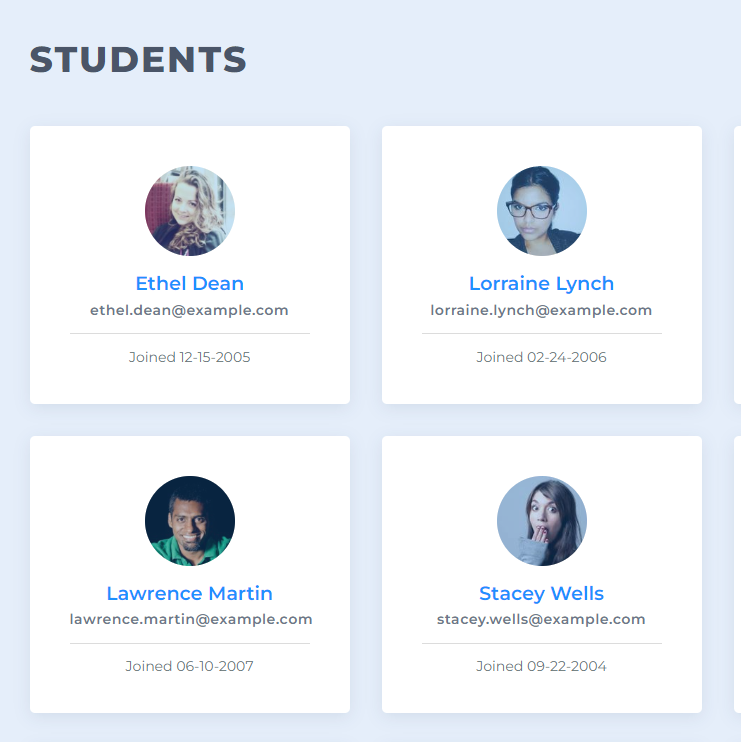 STUDENTS
Ethel Dean
ethel.dean@example.com
Joined 12-15-2005
Lorraine Lynch
lorraine.lynch@example.com
Joined 02-24-2006
Lawrence Martin
lawrence.martin@example.com
Joined 06-10-2007
Stacey Wells
stacey.wells@example.com
Joined 09-22-2004